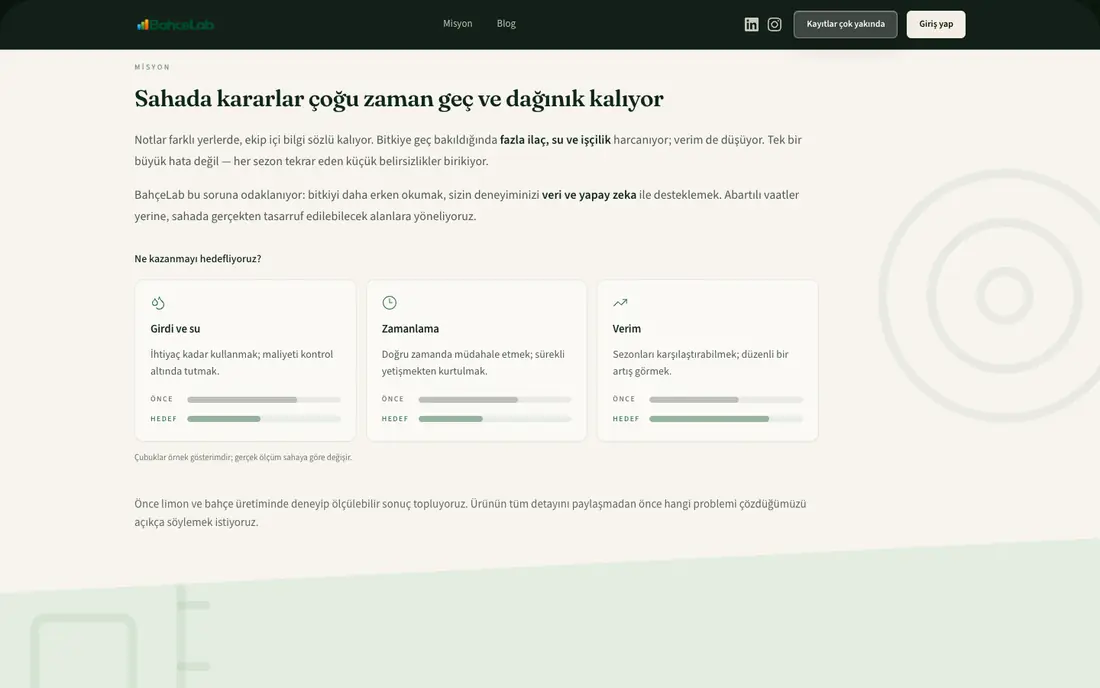 BahçeLab
Misyon
Blog
Kayıtlar çok yakında
Giriş yap
MİSYON
Sahada kararlar çoğu zaman geç ve dağınık kalıyor
Notlar farklı yerlerde, ekip içi bilgi sözlü kalıyor. Bitkiye geç bakıldığında fazla ilaç, su ve işçilik harcanıyor; verim de düşüyor. Tek bir
büyük hata değil — her sezon tekrar eden küçük belirsizlikler birikiyor.
BahçeLab bu soruna odaklanıyor: bitkiyi daha erken okumak, sizin deneyiminizi veri ve yapay zeka ile desteklemek. Abartılı vaatler
yerine, sahada gerçekten tasarruf edilebilecek alanlara yöneliyoruz.
Ne kazanmayı hedefliyoruz?
Girdi ve su
İhtiyaç kadar kullanmak; maliyeti kontrol
altında tutmak.
ÖNCE
HEDEF
Zamanlama
Doğru zamanda müdahale etmek; sürekli
yetişmekten kurtulmak.
ÖNCE
HEDEF
Verim
Sezonları karşılaştırabilmek; düzenli bir
artış görmek.
ÖNCE
HEDEF
Çubuklar örnek gösterimdir; gerçek ölçüm sahaya göre değişir.
Önce limon ve bahçe üretiminde deneyip ölçülebilir sonuç topluyoruz. Ürünün tüm detayını paylaşmadan önce hangi problemi çözdüğümüzü
açıkça söylemek istiyoruz.